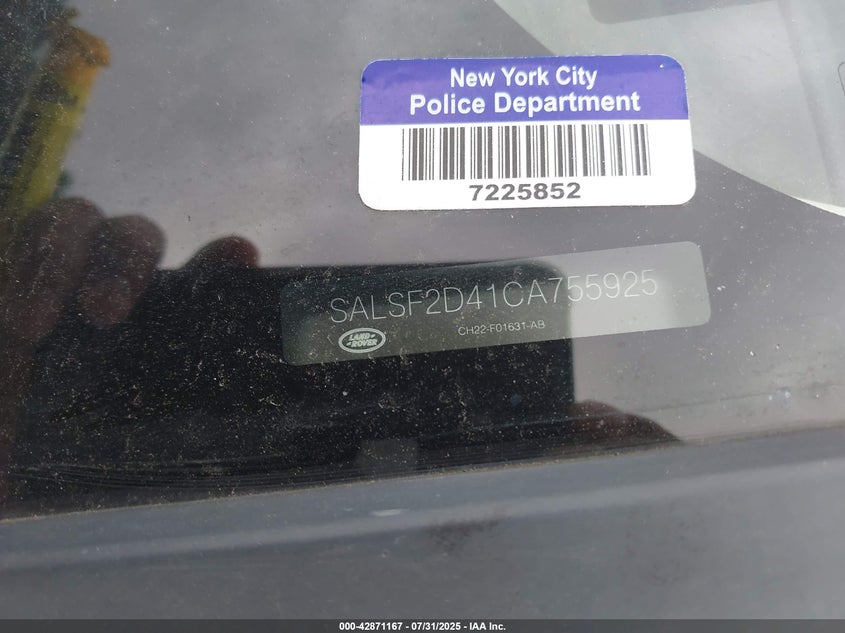 New York City
Police Department
7225852
SALSF2D41CA755925
CH22-F01631-AB
LAND
ROVER
000-42871167 - 07/31/2025 - IAA Inc.